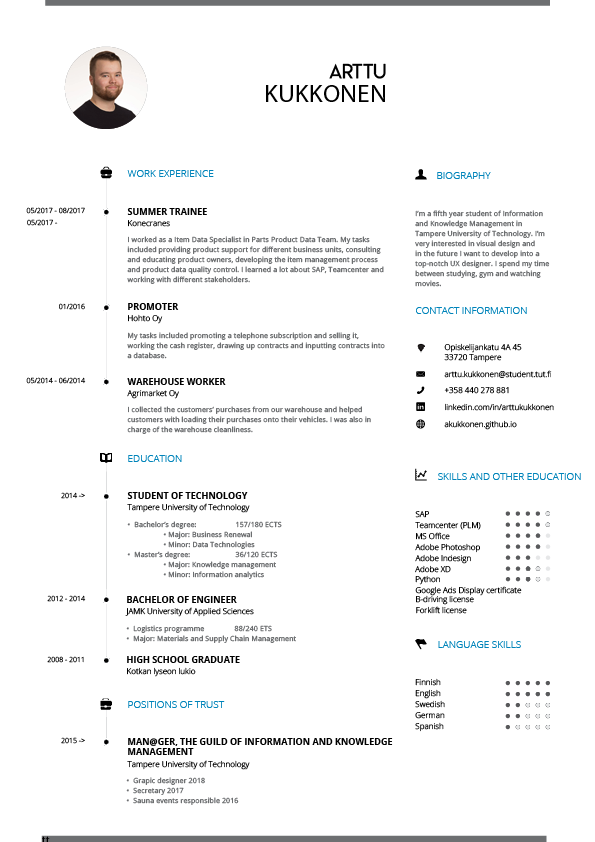 ARTTU
KUKKONEN
WORK EXPERIENCE
05/2017 - 08/2017
05/2017 -
SUMMER TRAINEE
Konecranes
I worked as a Item Data Specialist in Parts Product Data Team. My tasks
included providing product support for different business units, consulting
and educating product owners, developing the item management process
and product data quality control. I learned a lot about SAP, Teamcenter and
working with different stakeholders.
01/2016
PROMOTER
Hohto Oy
My tasks included promoting a telephone subscription and selling it,
working the cash register, drawing up contracts and inputting contracts into
a database.
05/2014 - 06/2014
WAREHOUSE WORKER
Agrimarket Oy
I collected the customers' purchases from our warehouse and helped
customers with loading their purchases onto their vehicles. I was also in
charge of the warehouse cleanliness.
EDUCATION
2014 ->
STUDENT OF TECHNOLOGY
Tampere University of Technology
• Bachelor's degree: 157/180 ECTS
• Major: Business Renewal
• Minor: Data Technologies
• Master's degree: 36/120 ECTS
• Major: Knowledge management
• Minor: Information analytics
2012 - 2014
BACHELOR OF ENGINEER
JAMK University of Applied Sciences
• Logistics programme 88/240 ETS
• Major: Materials and Supply Chain Management
2008 - 2011
HIGH SCHOOL GRADUATE
Kotkan lyseon lukio
POSITIONS OF TRUST
2015 ->
MAN@GER, THE GUILD OF INFORMATION AND KNOWLEDGE
MANAGEMENT
Tampere University of Technology
• Grapic designer 2018
• Secretary 2017
• Sauna events responsible 2016
BIOGRAPHY
I'm a fifth year student of Information
and Knowledge Management in
Tampere University of Technology. I'm
very interested in visual design and
in the future I want to develop into a
top-notch UX designer. I spend my time
between studying, gym and watching
movies.
CONTACT INFORMATION
Opiskelijankatu 4A 45
33720 Tampere
arttu.kukkonen@student.tut.fi
+358 440 278 881
linkedin.com/in/arttukukkonen
akukkonen.github.io
SKILLS AND OTHER EDUCATION
SAP
Teamcenter (PLM)
MS Office
Adobe Photoshop
Adobe Indesign
Adobe XD
Python
Google Ads Display certificate
B-driving license
Forklift license
LANGUAGE SKILLS
Finnish
English
Swedish
German
Spanish
tt